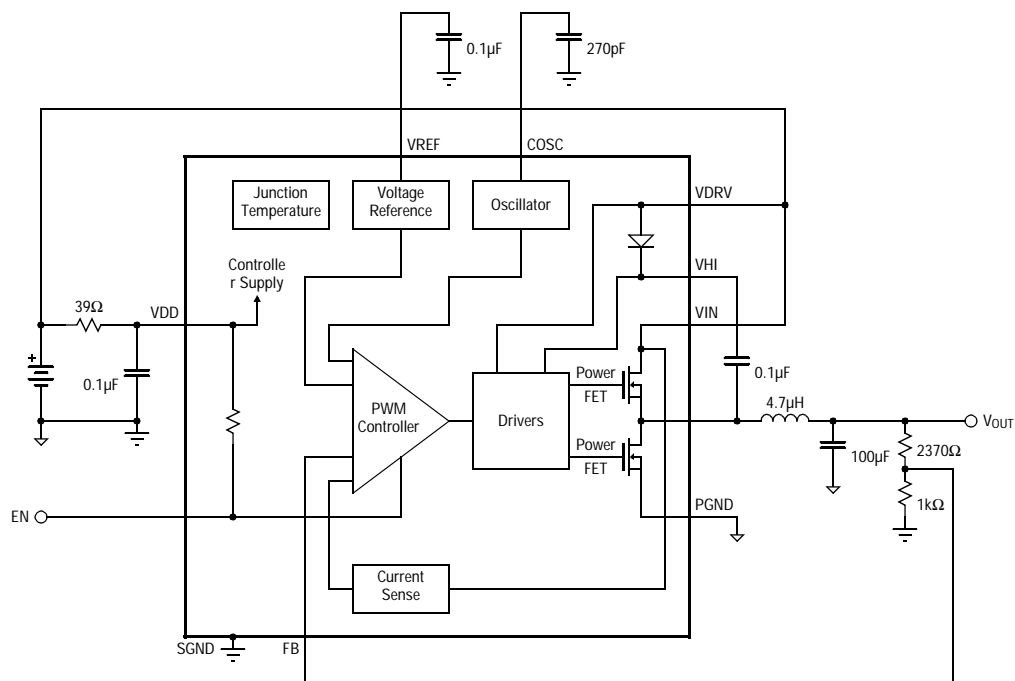 0.1µF
270pF
VREF
COSC
Junction
Temperature
Voltage
Reference
Oscillator
VDRV
Controlle
r Supply
VHI
39Ω
VDD
VIN
0.1µF
PWM
Controller
Drivers
Power
FET
Power
FET
0.1µF
4.7µH
VOUT
100µF
2370Ω
1kΩ
EN
PGND
Current
Sense
SGND
FB